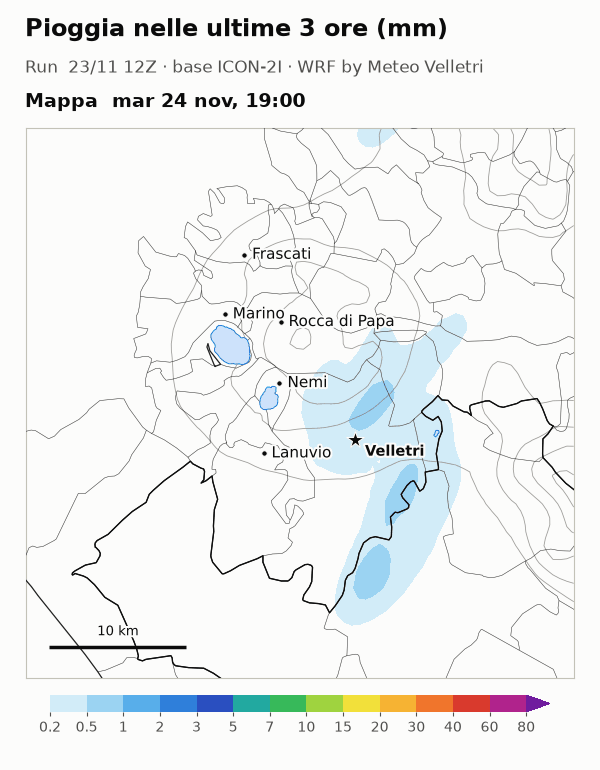 Pioggia nelle ultime 3 ore (mm)
Run  23/11 12Z · base ICON-2I · WRF by Meteo Velletri
Mappa  mar 24 nov, 19:00
Frascati
Marino
Rocca di Papa
Nemi
Velletri
Lanuvio
10 km
0.2 0.5 1 2 3 5 7 10 15 20 30 40 60 80